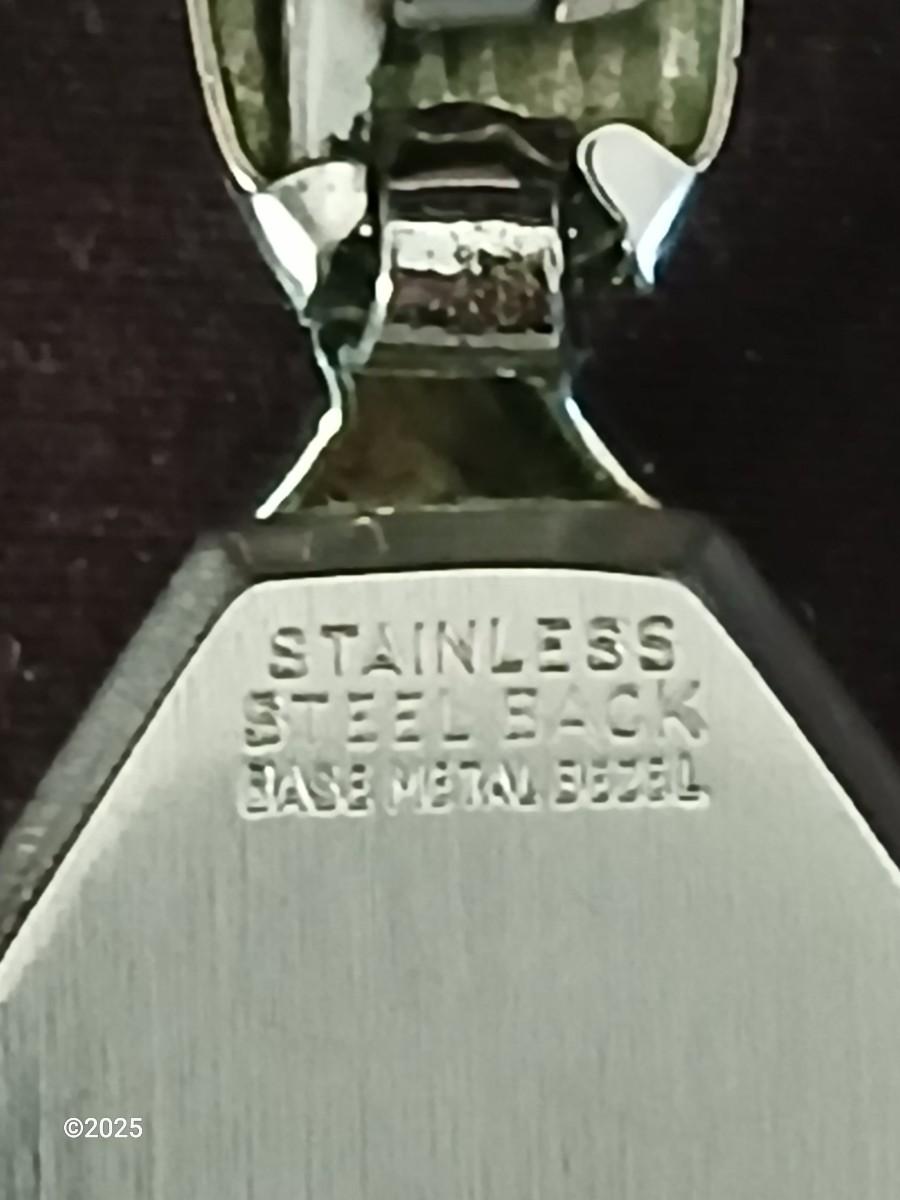 STAINLESS
STEEL BACK
BASE METAL BEZEL
©2025